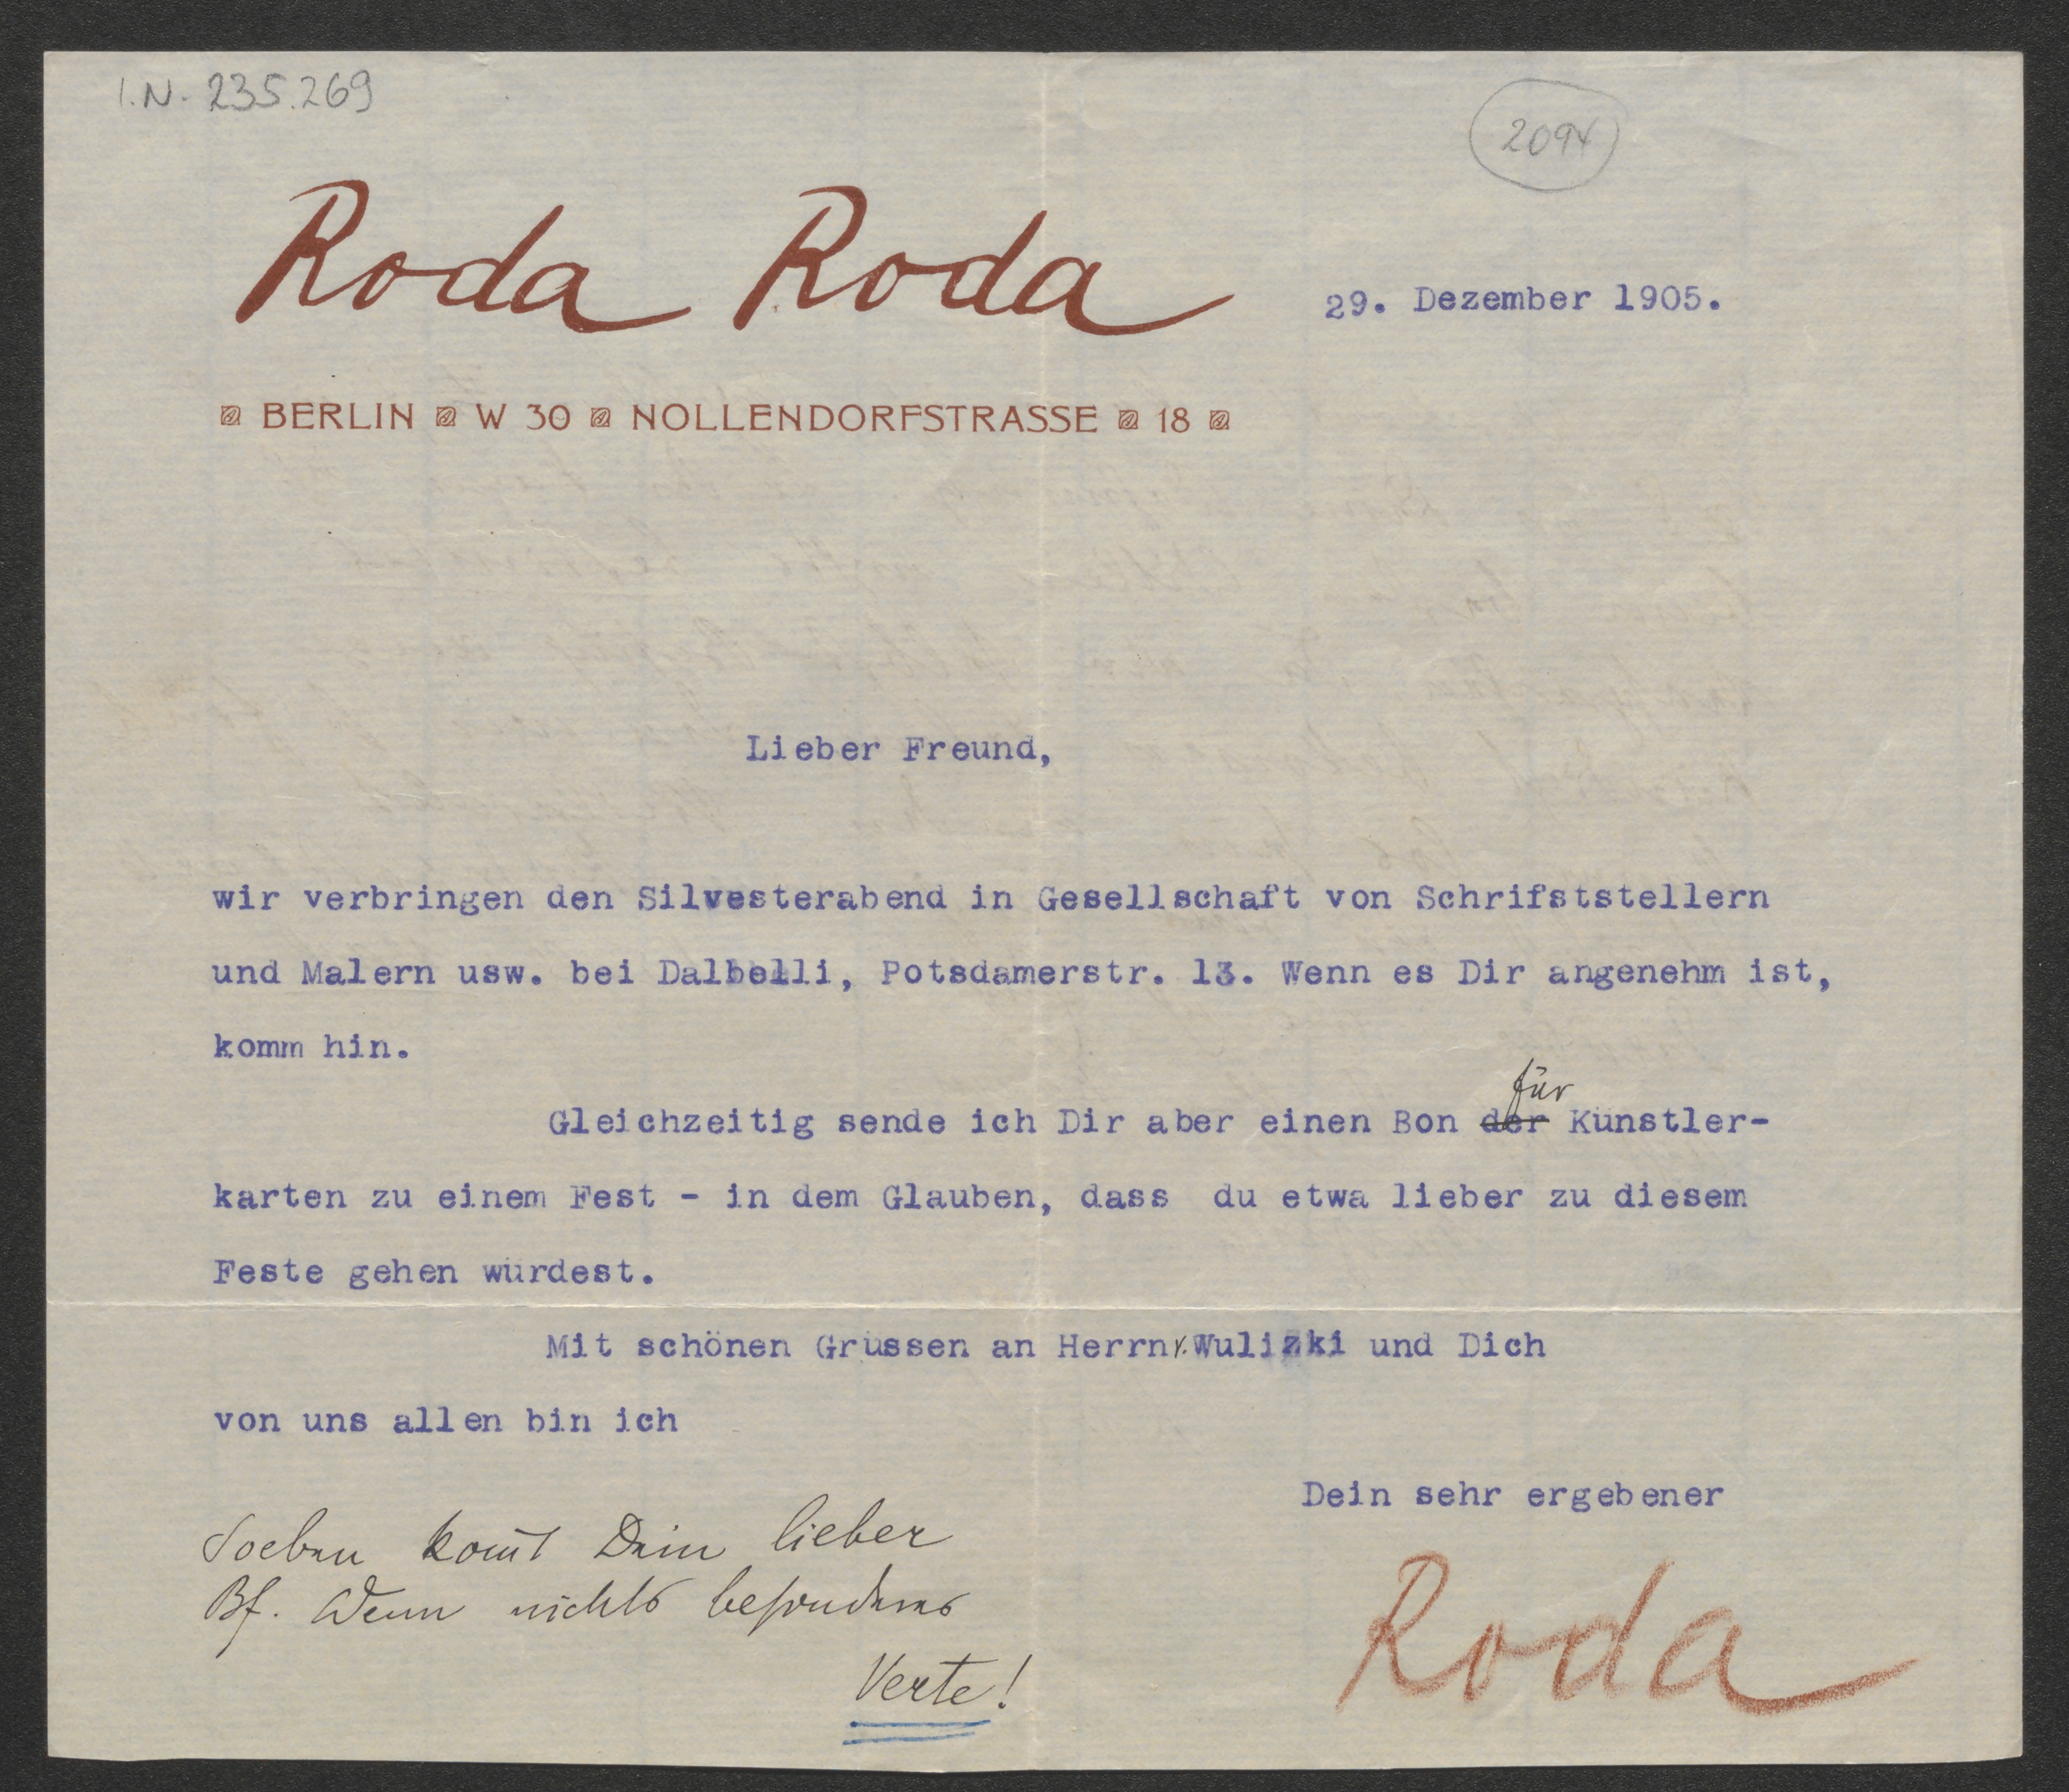 I.N. 235.269
2094
Roda Roda
29. Dezember 1905.
BERLIN W 30 NOLLENDORFSTRASSE 18
Lieber Freund,
wir verbringen den Silvesterabend in Gesellschaft von Schrifststellern
und Malern usw. bei Dalbelli, Potsdamerstr. 13. Wenn es Dir angenehm ist,
komm hin.
für
Gleichzeitig sende ich Dir aber einen Bon der Künstler-
karten zu einem Fest - in dem Glauben, dass du etwa lieber zu diesem
Feste gehen würdest.
Mit schönen Grüssen an Herrn v. Wulizki und Dich
von uns allen bin ich
Dein sehr ergebener
Soeben kom̄t Dein lieber
Bf. Wenn nichts besonderes
Verte!
Roda